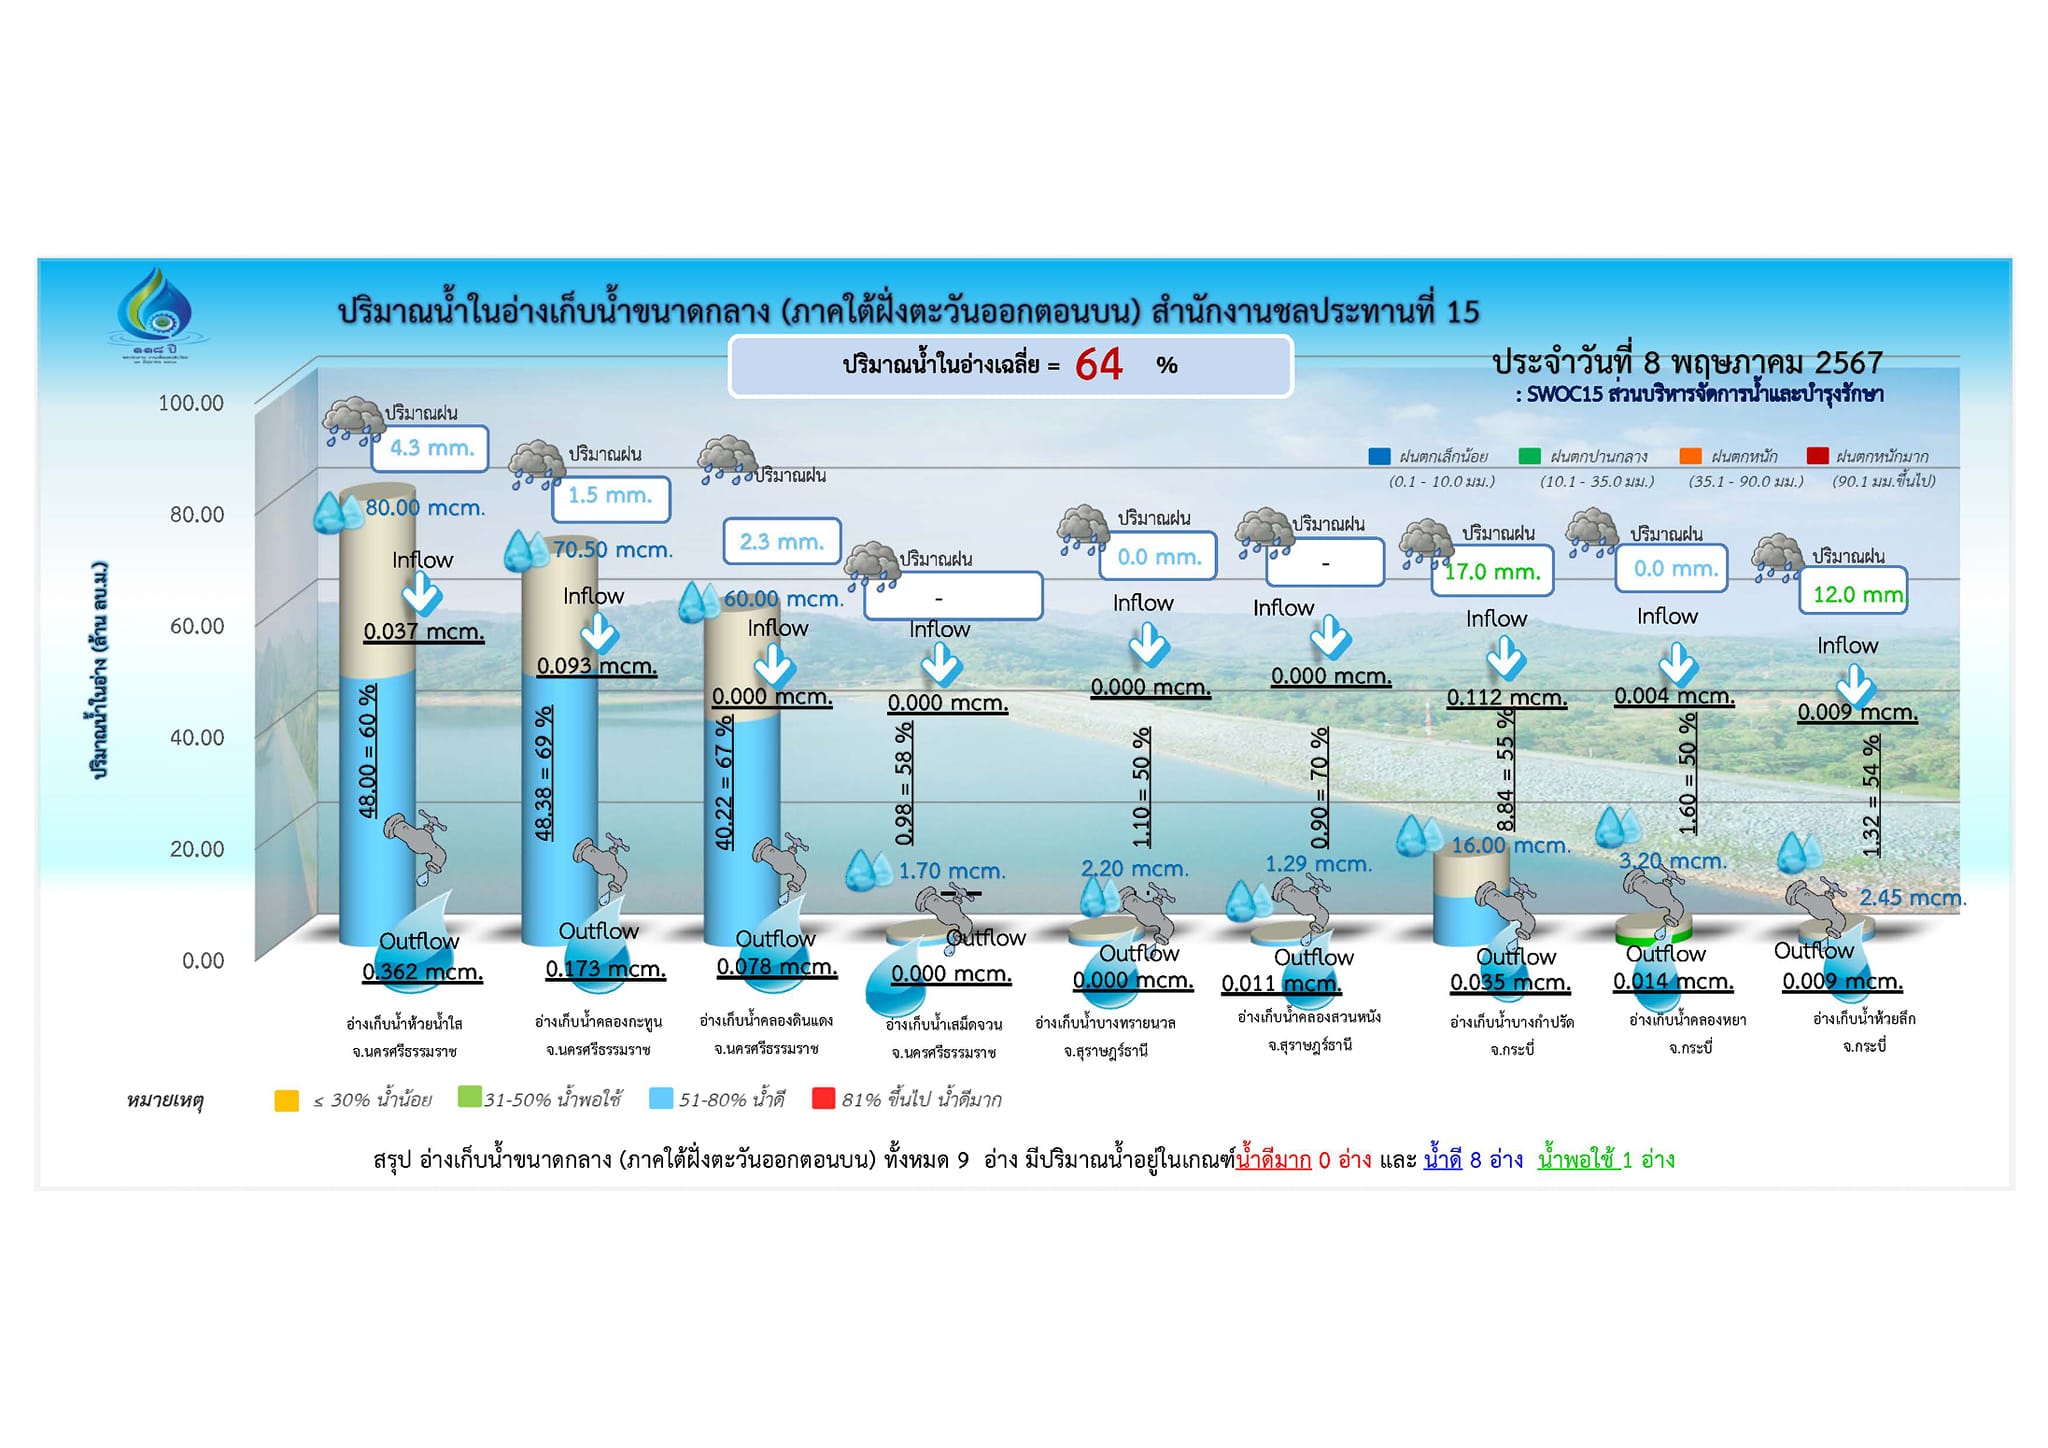 ปริมาณน้ำในอ่างเก็บน้ำขนาดกลาง (ภาคใต้ฝั่งตะวันออกตอนบน) สำนักงานชลประทานที่ 15
ปริมาณน้ำในอ่างเฉลี่ย = 64 %
ประจำวันที่ 8 พฤษภาคม 2567
: SWOC15 ส่วนบริหารจัดการน้ำและบำรุงรักษา
๑๑๘ ปี
ฝนตกเล็กน้อย ฝนตกปานกลาง ฝนตกหนัก ฝนตกหนักมาก
(0.1 - 10.0 มม.) (10.1 - 35.0 มม.) (35.1 - 90.0 มม.) (90.1 มม.ขึ้นไป)
ปริมาณน้ำในอ่าง (ล้าน ลบ.ม.)
100.00
80.00
60.00
40.00
20.00
0.00
ปริมาณฝน
4.3 mm.
80.00 mcm.
Inflow
0.037 mcm.
48.00 = 60 %
Outflow
0.362 mcm.
อ่างเก็บน้ำห้วยน้ำใส
จ.นครศรีธรรมราช
ปริมาณฝน
1.5 mm.
70.50 mcm.
Inflow
0.093 mcm.
48.38 = 69 %
Outflow
0.173 mcm.
อ่างเก็บน้ำคลองกะทูน
จ.นครศรีธรรมราช
ปริมาณฝน
2.3 mm.
60.00 mcm.
Inflow
0.000 mcm.
40.22 = 67 %
Outflow
0.078 mcm.
อ่างเก็บน้ำคลองดินแดง
จ.นครศรีธรรมราช
ปริมาณฝน
-
Inflow
0.000 mcm.
0.98 = 58 %
1.70 mcm.
Outflow
0.000 mcm.
อ่างเก็บน้ำเสม็ดจวน
จ.นครศรีธรรมราช
ปริมาณฝน
0.0 mm.
Inflow
0.000 mcm.
1.10 = 50 %
2.20 mcm.
Outflow
0.000 mcm.
อ่างเก็บน้ำบางทรายนวล
จ.สุราษฎร์ธานี
ปริมาณฝน
-
Inflow
0.000 mcm.
0.90 = 70 %
1.29 mcm.
Outflow
0.011 mcm.
อ่างเก็บน้ำคลองสวนหนัง
จ.สุราษฎร์ธานี
ปริมาณฝน
17.0 mm.
Inflow
0.112 mcm.
8.84 = 55 %
16.00 mcm.
Outflow
0.035 mcm.
อ่างเก็บน้ำบางกำปรัด
จ.กระบี่
ปริมาณฝน
0.0 mm.
Inflow
0.004 mcm.
1.60 = 50 %
3.20 mcm.
Outflow
0.014 mcm.
อ่างเก็บน้ำคลองหยา
จ.กระบี่
ปริมาณฝน
12.0 mm.
Inflow
0.009 mcm.
1.32 = 54 %
2.45 mcm.
Outflow
0.009 mcm.
อ่างเก็บน้ำห้วยลึก
จ.กระบี่
หมายเหตุ ≤ 30% น้ำน้อย 31-50% น้ำพอใช้ 51-80% น้ำดี 81% ขึ้นไป น้ำดีมาก
สรุป อ่างเก็บน้ำขนาดกลาง (ภาคใต้ฝั่งตะวันออกตอนบน) ทั้งหมด 9 อ่าง มีปริมาณน้ำอยู่ในเกณฑ์น้ำดีมาก 0 อ่าง และ น้ำดี 8 อ่าง น้ำพอใช้ 1 อ่าง